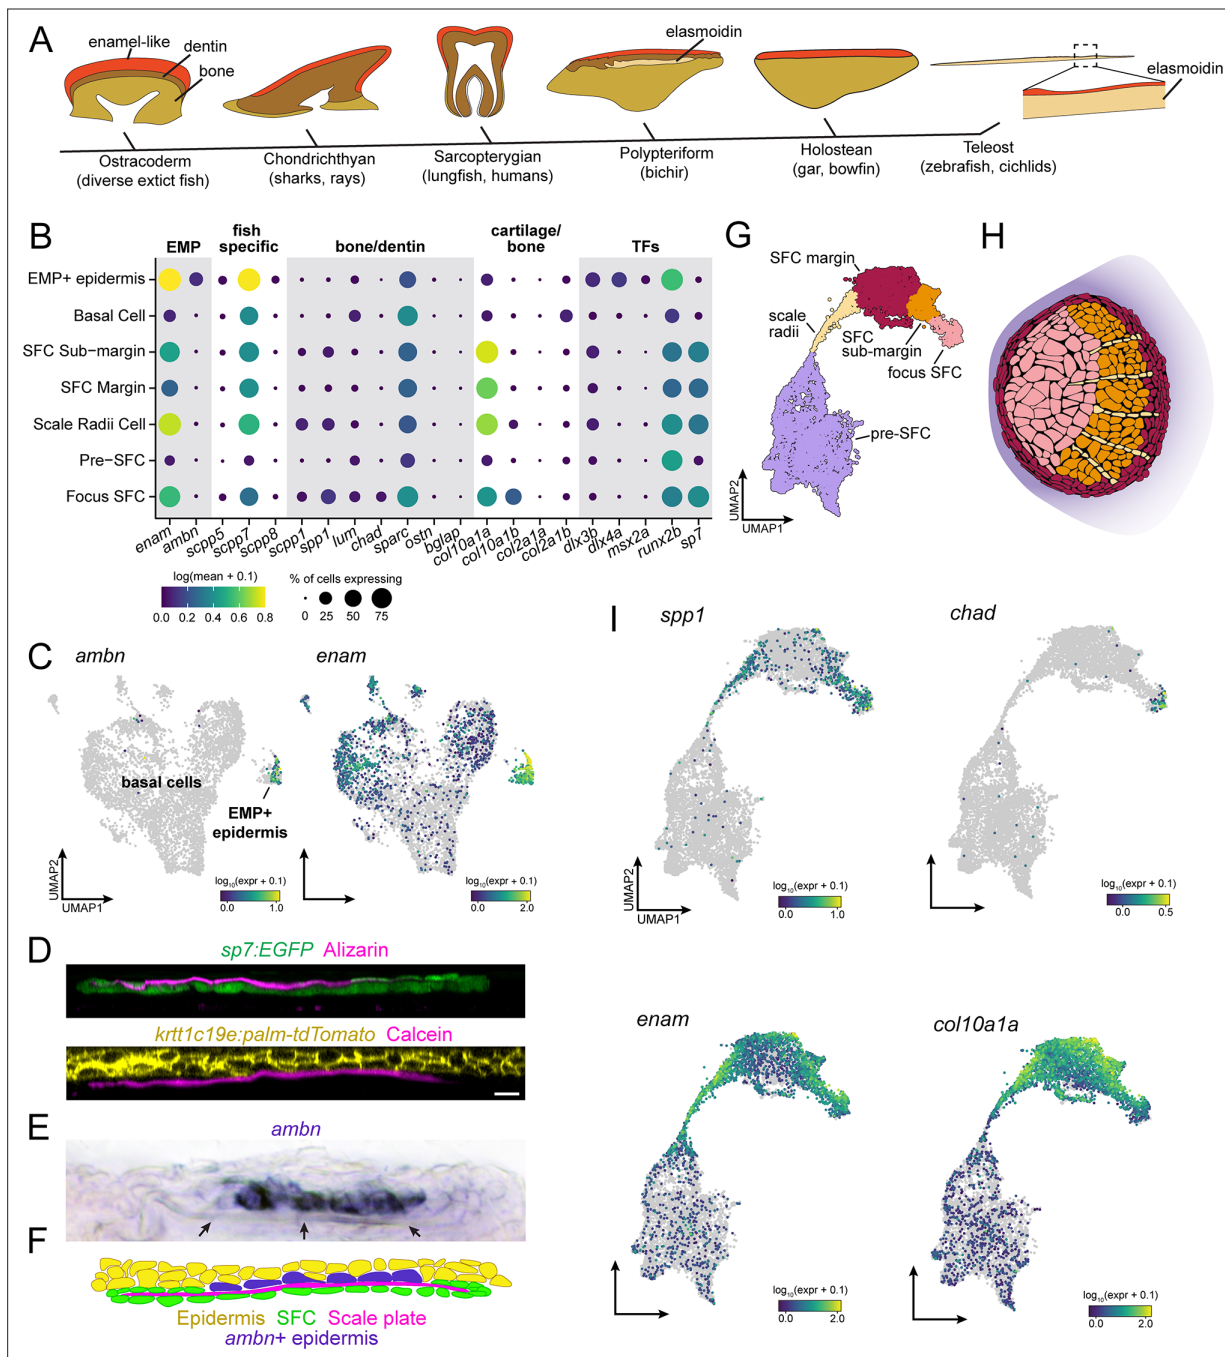 A
enamel-like
dentin
bone
elasmoidin
elasmoidin
Ostracoderm
(diverse extict fish)
Chondrichthyan
(sharks, rays)
Sarcopterygian
(lungfish, humans)
Polypteriform
(bichir)
Holostean
(gar, bowfin)
Teleost
(zebrafish, cichlids)
B
EMP
fish
specific
bone/dentin
cartilage/
bone
TFs
EMP+ epidermis
Basal Cell
SFC Sub-margin
SFC Margin
Scale Radii Cell
Pre-SFC
Focus SFC
enam
ambn
scpp5
scpp7
scpp8
scpp1
spp1
lum
chad
sparc
ostn
bglap
col10a1a
col10a1b
col2a1a
col2a1b
dlx3b
dlx4a
msx2a
runx2b
sp7
log(mean + 0.1)
0.0 0.2 0.4 0.6 0.8
% of cells expressing
0 25 50 75
G
SFC margin
scale
radii
SFC
sub-margin
focus SFC
pre-SFC
UMAP2
UMAP1
H
C
ambn
enam
basal cells
EMP+
epidermis
UMAP2
UMAP1
log10(expr + 0.1)
0.0 1.0
log10(expr + 0.1)
0.0 2.0
D
sp7:EGFP Alizarin
krtt1c19e:palm-tdTomato Calcein
E
ambn
F
Epidermis SFC Scale plate
ambn+ epidermis
I
spp1
chad
UMAP2
UMAP1
log10(expr + 0.1)
0.0 1.0
log10(expr + 0.1)
0.0 0.5
enam
col10a1a
log10(expr + 0.1)
0.0 2.0
log10(expr + 0.1)
0.0 2.0